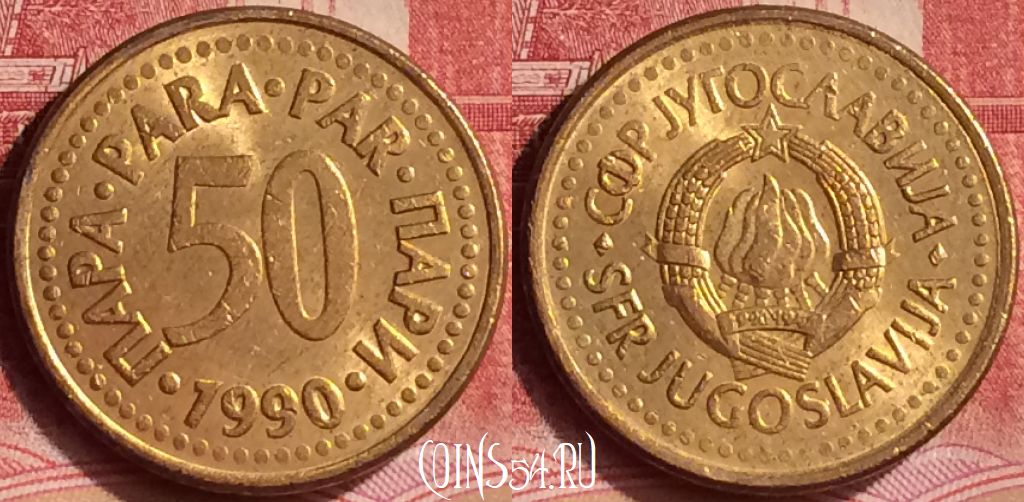 ПАРА · PARA · PAR · ПАРИ
50
· 1990 ·
СФР ЈУГОСЛАВИЈА
SFR JUGOSLAVIJA
COINS54.RU